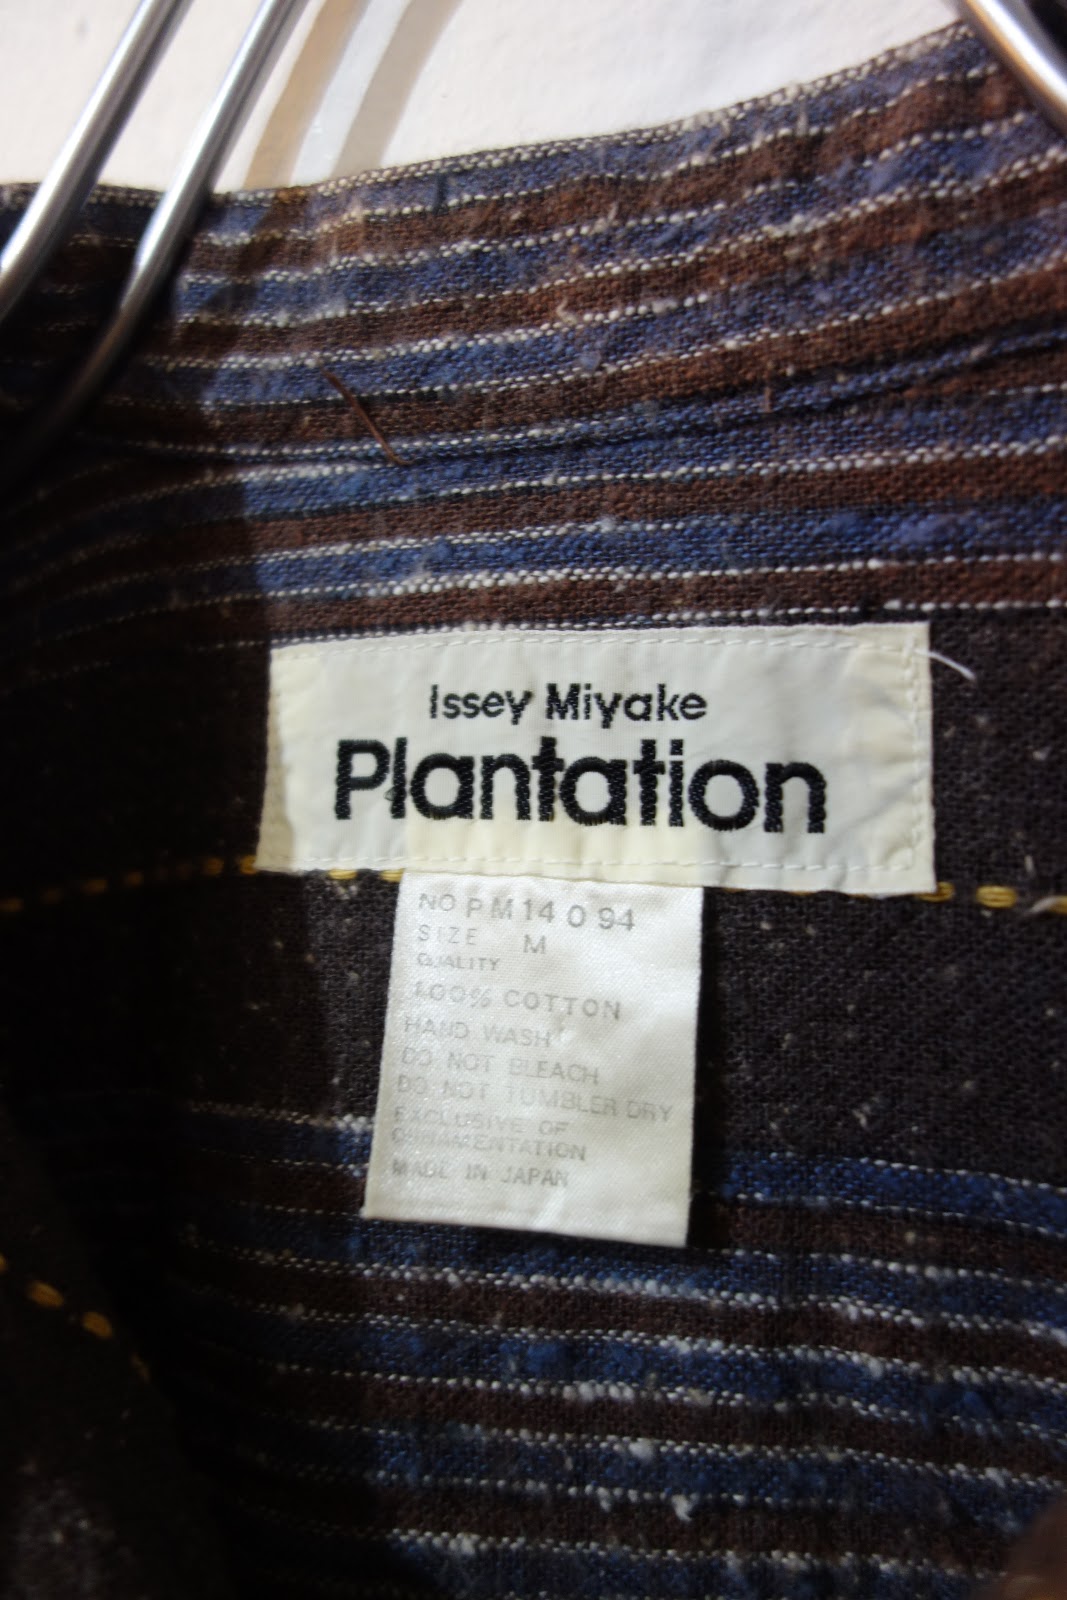 Issey Miyake
Plantation
NO PM14094
SIZE M
QUALITY
100% COTTON
HAND WASH
DO NOT BLEACH
DO NOT TUMBLER DRY
EXCLUSIVE OF
ORNAMENTATION
MADE IN JAPAN